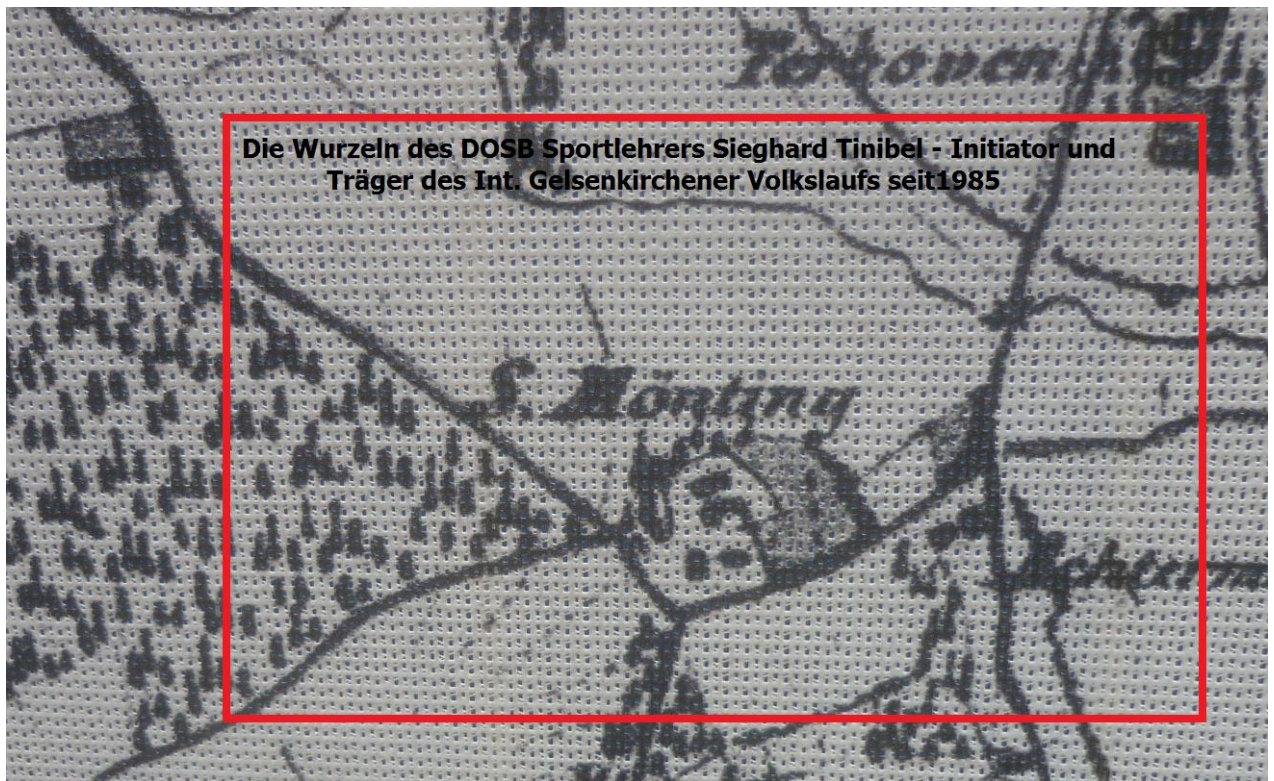 Die Wurzeln des DOSB Sportlehrers Sieghard Tinibel - Initiator und
Träger des Int. Gelsenkirchener Volkslaufs seit1985
S. Mönting